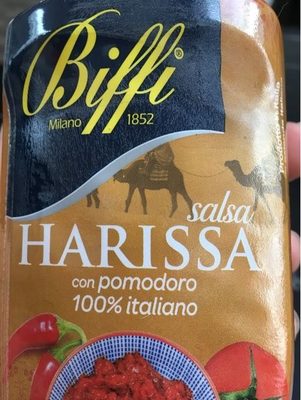 Biffi®
Milano 1852
salsa
HARISSA
con pomodoro
100% italiano